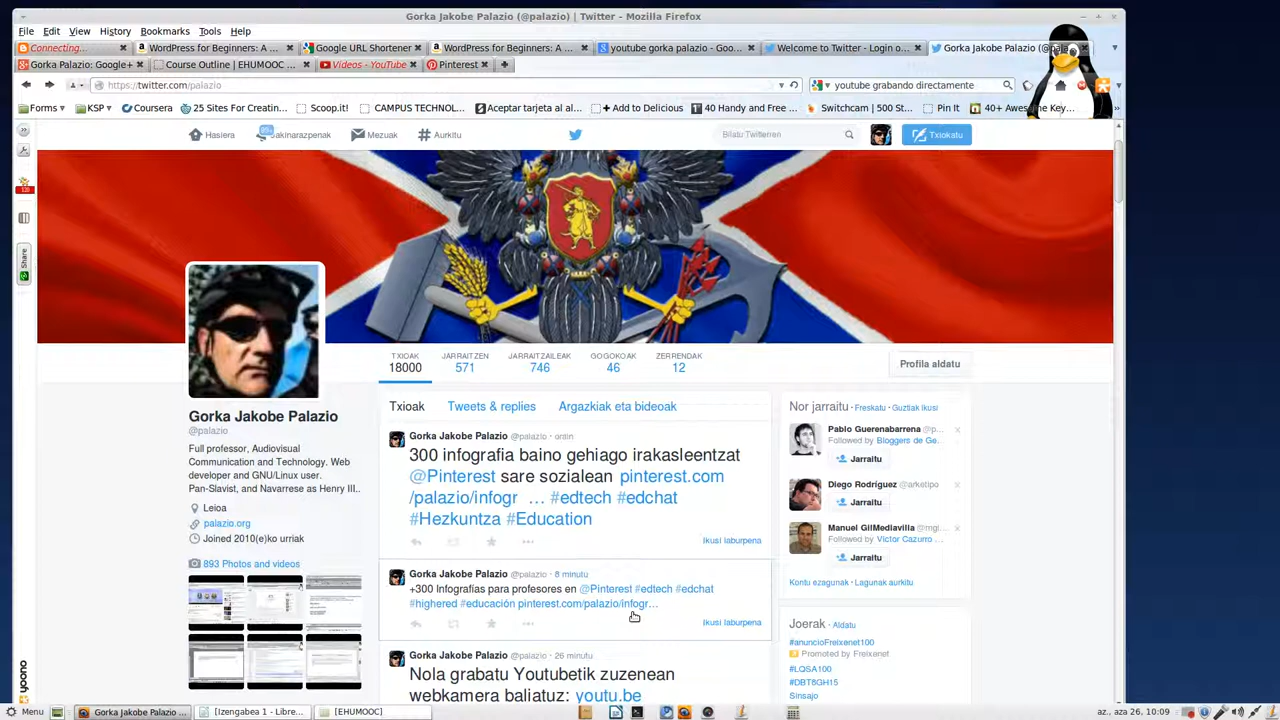 Gorka Jakobe Palazio (@palazio) | Twitter - Mozilla Firefox
File Edit View History Bookmarks Tools Help
Connecting... WordPress for Beginners: A ... Google URL Shortener WordPress for Beginners: A ... youtube gorka palazio - Goo... Welcome to Twitter - Login o... Gorka Jakobe Palazio
Gorka Palazio: Google+ Course Outline | EHUMOOC ... Videos - YouTube Pinterest
https://twitter.com/palazio youtube grabando directamente
Forms KSP Coursera 25 Sites For Creatin... Scoop.it! CAMPUS TECHNOL... Aceptar tarjeta al al... + Add to Delicious 40 Handy and Free ... Switchcam | 500 St... Pin It 40+ Awesome Key...
Hasiera Jakinarazpenak Mezuak # Aurkitu Bilatu Twitterren Txiokatu
Share
TXIOAK JARRAITZEN JARRAITZAILEAK GOGOKOAK ZERRENDAK
18000 571 746 46 12
Profila aldatu
Gorka Jakobe Palazio
@palazio
Full professor, Audiovisual
Communication and Technology. Web
developer and GNU/Linux user.
Pan-Slavist, and Navarrese as Henry III..
Leioa
palazio.org
Joined 2010(e)ko urriak
893 Photos and videos
Txioak Tweets & replies Argazkiak eta bideoak
Gorka Jakobe Palazio @palazio · orain
300 infografia baino gehiago irakasleentzat
@Pinterest sare sozialean pinterest.com
/palazio/infogr … #edtech #edchat
#Hezkuntza #Education
Ikusi laburpena
Gorka Jakobe Palazio @palazio · 8 minutu
+300 Infografías para profesores en @Pinterest #edtech #edchat
#highered #educación pinterest.com/palazio/infogr…
Ikusi laburpena
Gorka Jakobe Palazio @palazio · 26 minutu
Nola grabatu Youtubetik zuzenean
webkamera baliatuz: youtu.be
Nor jarraitu · Freskatu · Guztiak ikusi
Pablo Guerenabarrena @p...
Followed by Bloggers de Ge...
Jarraitu
Diego Rodríguez @arketipo
Jarraitu
Manuel GilMediavilla @mgi...
Followed by Victor Cazurro ...
Jarraitu
Kontu ezagunak · Lagunak aurkitu
Joerak · Aldatu
#anuncioFreixenet100
Promoted by Freixenet
#LQSA100
#DBT8GH15
Sinsajo
yoono
Menu Gorka Jakobe Palazio ... [Izengabea 1 - Libre... [EHUMOOC] az., aza 26, 10:09